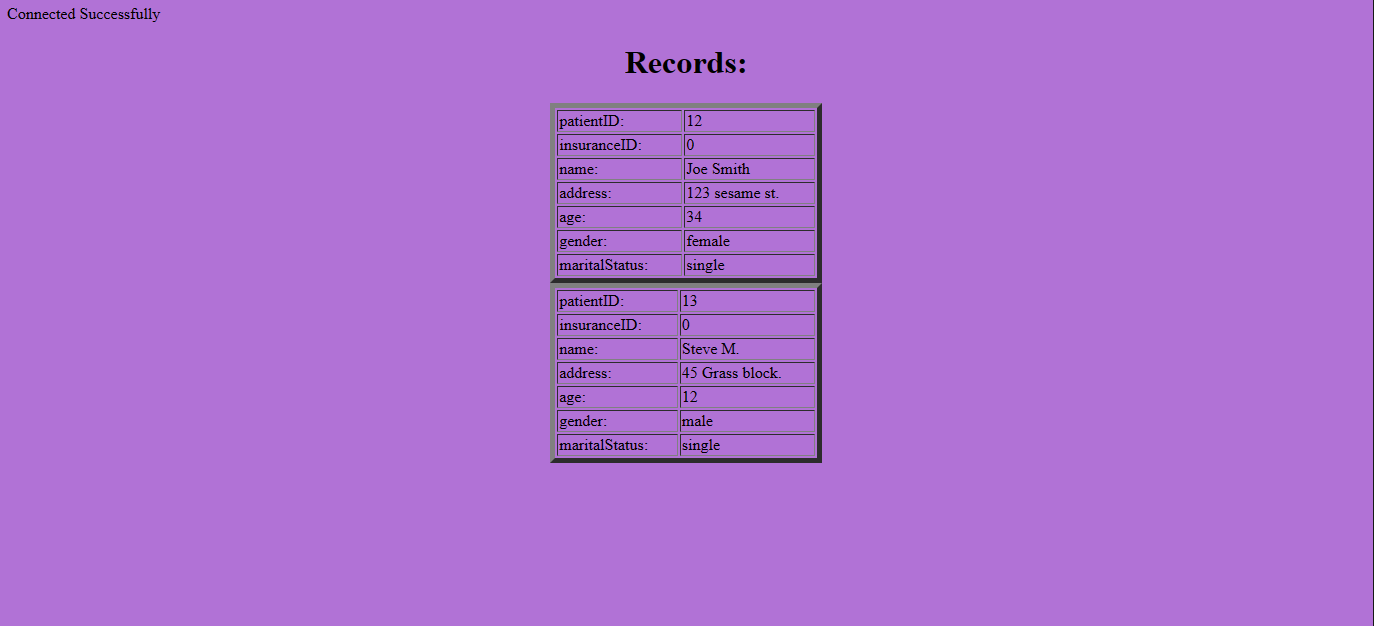 Connected Successfully
Records:
patientID: 12
insuranceID: 0
name: Joe Smith
address: 123 sesame st.
age: 34
gender: female
maritalStatus: single
patientID: 13
insuranceID: 0
name: Steve M.
address: 45 Grass block.
age: 12
gender: male
maritalStatus: single